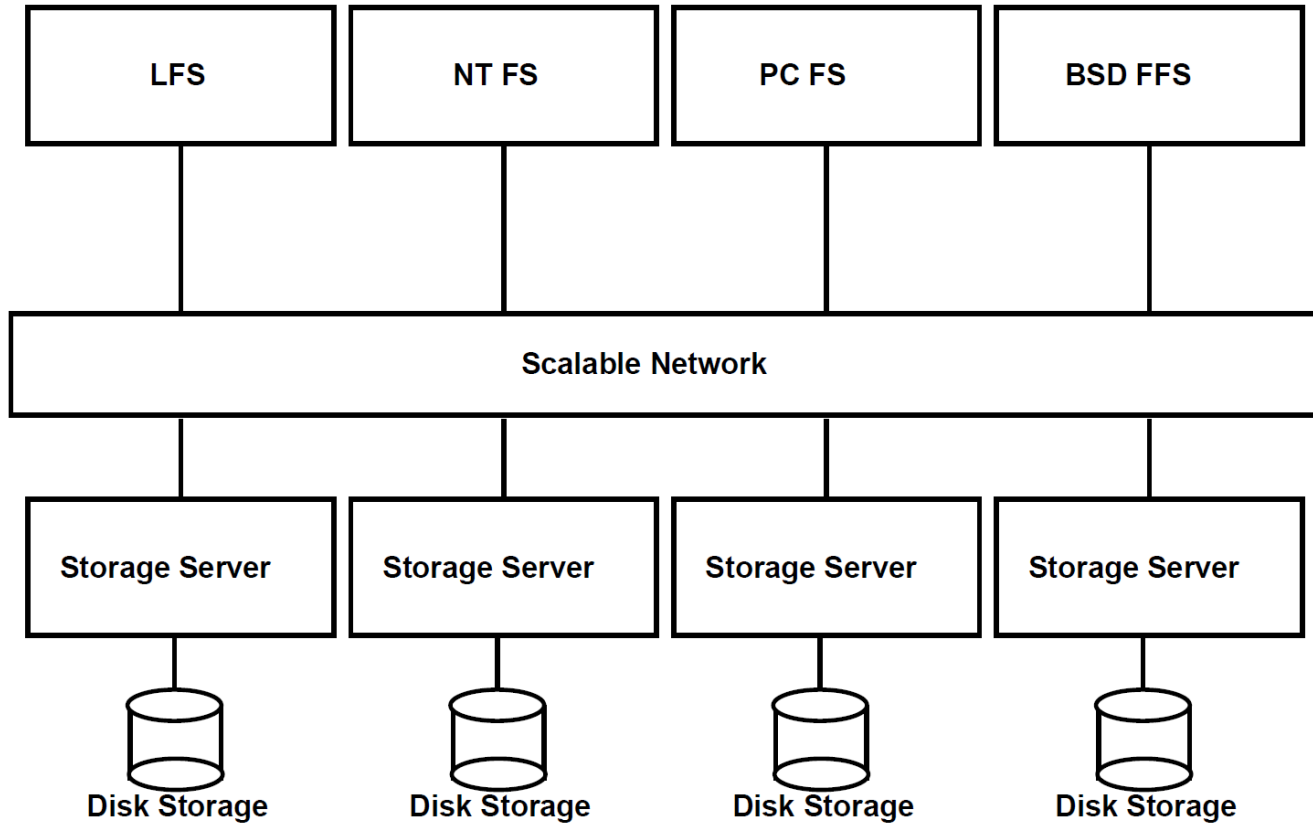 LFS
NT FS
PC FS
BSD FFS
Scalable Network
Storage Server
Storage Server
Storage Server
Storage Server
Disk Storage
Disk Storage
Disk Storage
Disk Storage